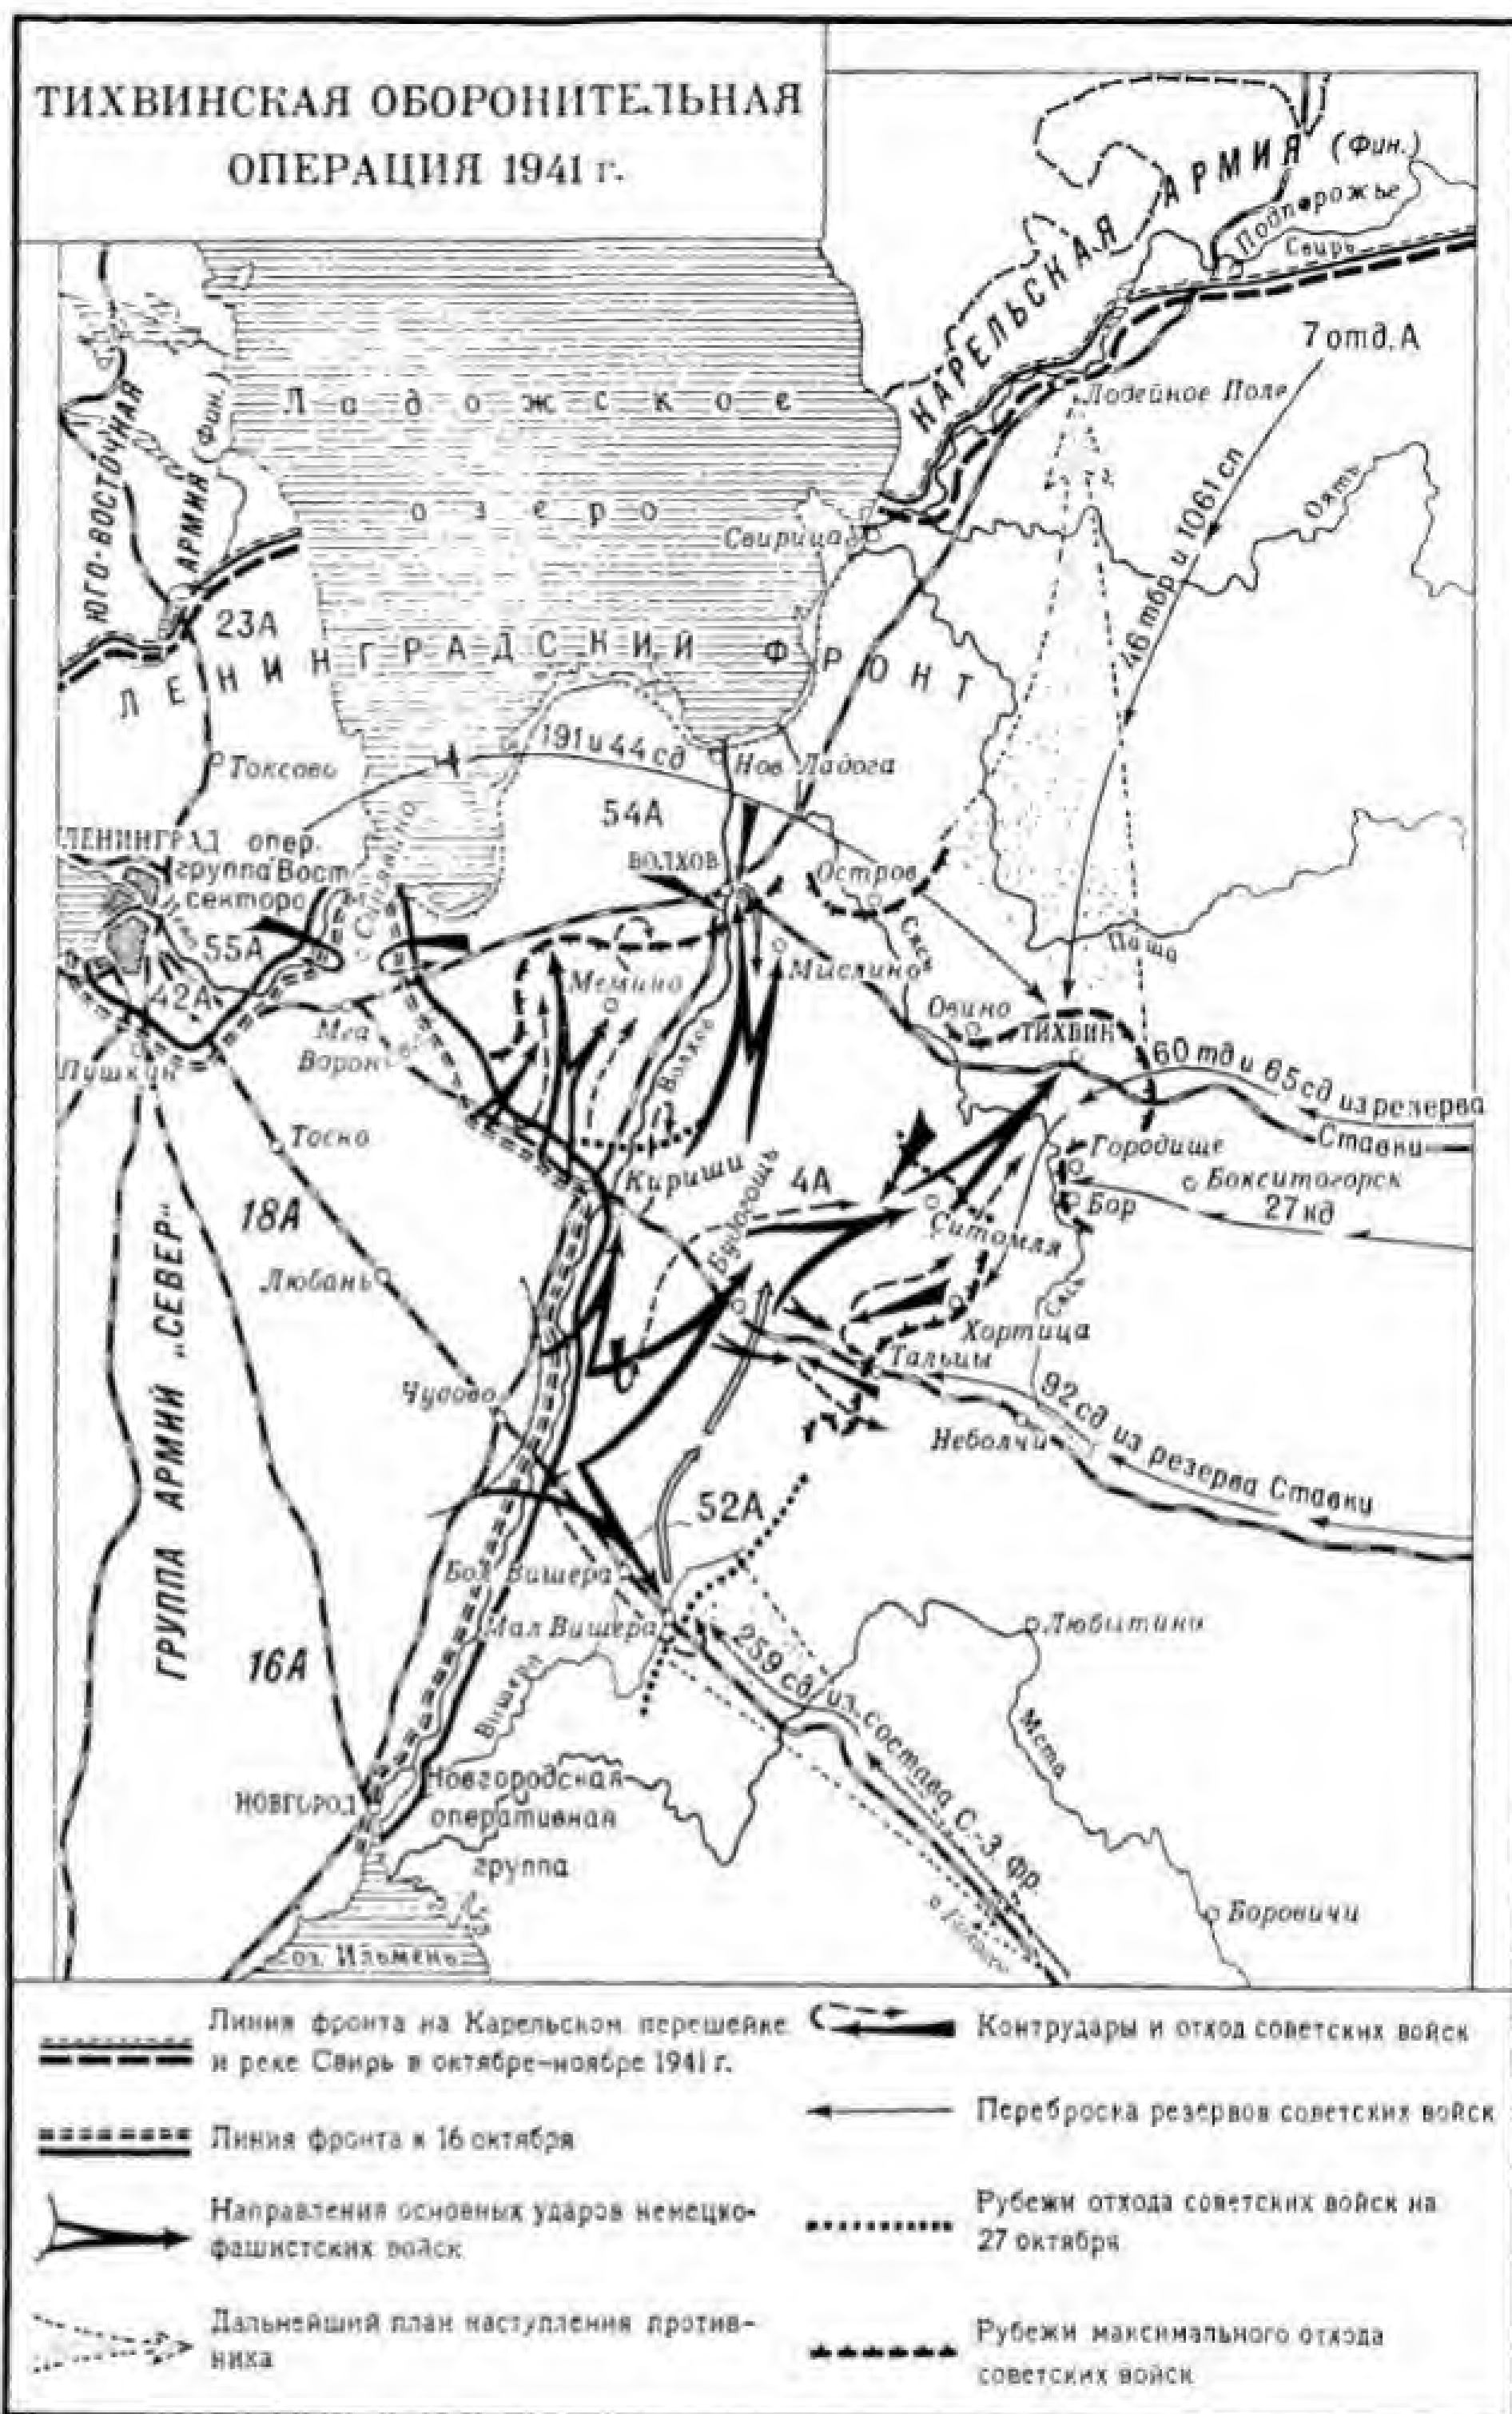 ТИХВИНСКАЯ ОБОРОНИТЕЛЬНАЯ
ОПЕРАЦИЯ 1941 г.
КАРЕЛЬСКАЯ АРМИЯ (Фин.)
Подпорожье
Свирь
7 отд. А
Лодейное Поле
46 тбр и 1061 сп
Оять
Ладожское
озеро
Свирица
ЮГО-ВОСТОЧНАЯ
АРМИЯ (Фин.)
23А
ЛЕНИНГРАДСКИЙ ФРОНТ
Токсово
191 и 44 сд
Нов. Ладога
54А
ЛЕНИНГРАД
опер.
группа Вост
сектора
ВОЛХОВ
Остров
55А
42А
Сясь
Паша
Мыслино
Мемино
Овино
ТИХВИН
Мга
Ворон
Волхов
Пушкин
60 тд и 65 сд из резерва
Ставки
Тосно
Городище
Бокситогорск
Кириши
4А
Бор
27 кд
18А
Будогощь
Ситомля
Любань
Сясь
Хортица
Тальцы
ГРУППА АРМИЙ „СЕВЕР"
Чудово
92 сд из резерва Ставки
Неболчи
52А
Бол. Вишера
Мал Вишера
Любытино
259 сд из состава С.-З. фр.
16А
Вишера
Мста
НОВГОРОД
Новгородская
оперативная
группа
Боровичи
оз. Ильмень
Линия фронта на Карельском перешейке
и реке Свирь в октябре–ноябре 1941 г.
Линия фронта к 16 октября
Направления основных ударов немецко-
фашистских войск
Дальнейший план наступления против-
ника
Контрудары и отход советских войск
Переброска резервов советских войск
Рубежи отхода советских войск на
27 октября
Рубежи максимального отхода
советских войск